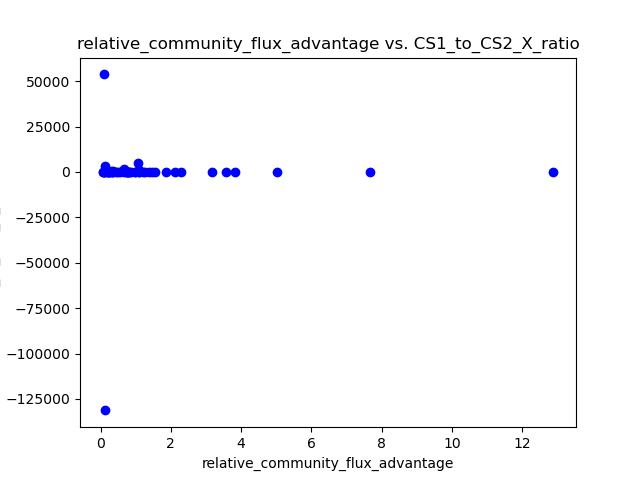 relative_community_flux_advantage vs. CS1_to_CS2_X_ratio
50000
25000
0
−25000
−50000
−75000
−100000
−125000
0 2 4 6 8 10 12
relative_community_flux_advantage